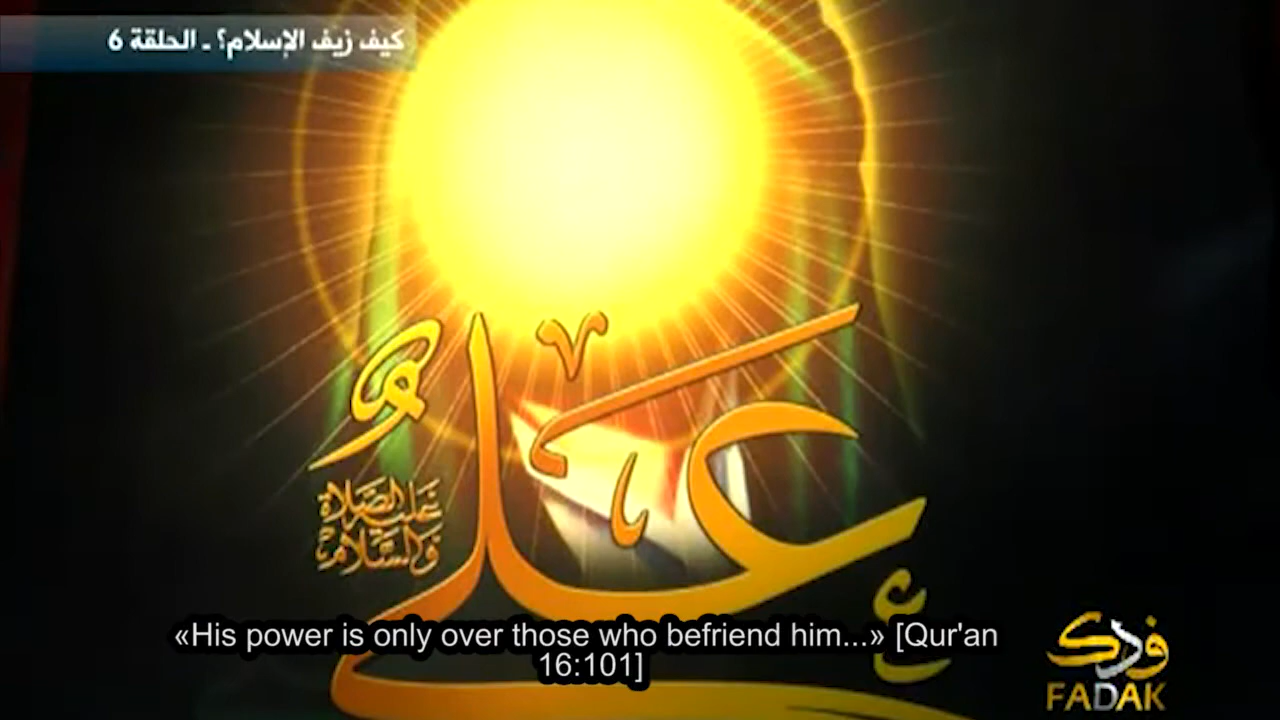 كيف زيف الإسلام؟ - الحلقة 6
علي
عليه الصلاة
والسلام
«His power is only over those who befriend him...» [Qur'an
16:101]
فدك
FADAK